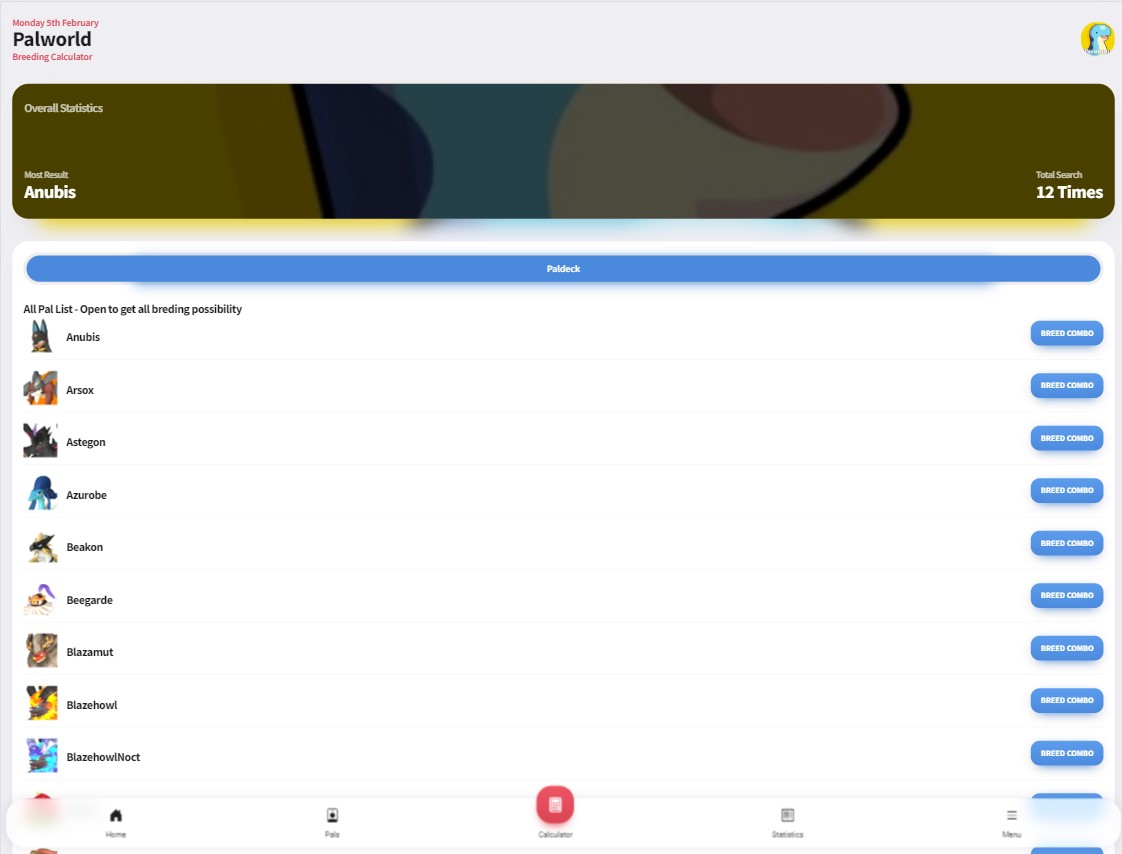 Monday 5th February
Palworld
Breeding Calculator
Overall Statistics
Most Result
Anubis
Total Search
12 Times
Paldeck
All Pal List - Open to get all breding possibility
Anubis
BREED COMBO
Arsox
BREED COMBO
Astegon
BREED COMBO
Azurobe
BREED COMBO
Beakon
BREED COMBO
Beegarde
BREED COMBO
Blazamut
BREED COMBO
Blazehowl
BREED COMBO
BlazehowlNoct
BREED COMBO
Home
Pals
Calculator
Statistics
Menu